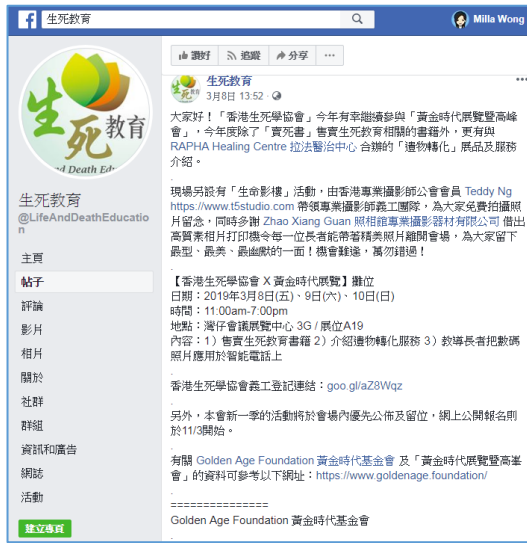 生死教育
Milla Wong
生死教育
and Death Ed
生死教育
@LifeAndDeathEducatio
n
主頁
帖子
評論
影片
相片
關於
社群
群組
資訊和廣告
網誌
活動
建立專頁
讚好 追蹤 分享 ...
生死教育
3月8日 13:52 ·
大家好！「香港生死學協會」今年有幸能續參與「黃金時代展覽暨高峰
會」，今年度除了「賣死書」售賣生死教育相關的書籍外，更有與
RAPHA Healing Centre 拉法醫治中心 合辦的「遺物轉化」展品及服務
介紹。
.
現場另設有「生命影樓」活動，由香港專業攝影師公會會員 Teddy Ng
https://www.t5studio.com 帶領專業攝影師義工團隊，為大家免費拍攝照
片留念，同時多謝 Zhao Xiang Guan 照相舘專業攝影器材有限公司 借出
高質素相片打印機令每一位長者能帶著精美照片離開會場，為大家留下
最型、最美、最幽默的一面！機會難逢，萬勿錯過！
.
【香港生死學協會 X 黃金時代展覽】攤位
日期：2019年3月8日(五)、9日(六)、10日(日)
時間：11:00am-7:00pm
地點：灣仔會議展覽中心 3G / 展位A19
內容：1）售賣生死教育書籍 2）介紹遺物轉化服務 3）教導長者把數碼
照片應用於智能電話上
.
香港生死學協會義工登記連結：goo.gl/aZ8Wqz
.
另外，本會新一季的活動將於會場內優先公佈及留位，網上公開報名則
於11/3開始。
.
有關 Golden Age Foundation 黃金時代基金會 及「黃金時代展覽暨高峯
會」的資料可參考以下網址：https://www.goldenage.foundation/
.
===============
Golden Age Foundation 黃金時代基金會
.